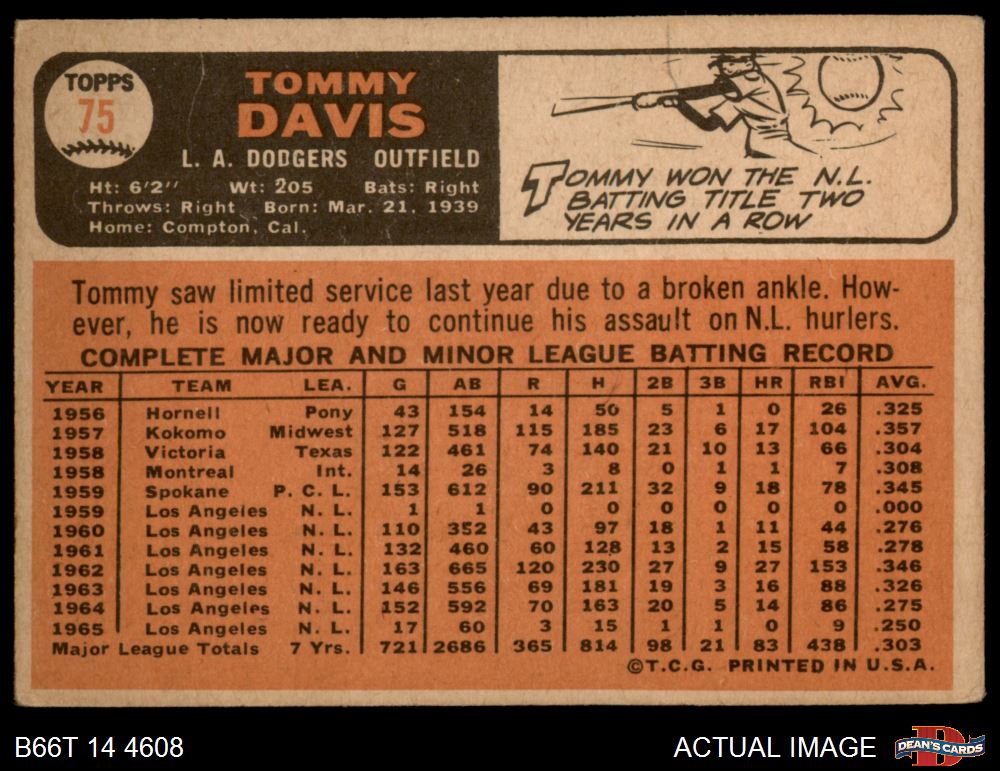 TOPPS
75
TOMMY
DAVIS
L. A. DODGERS OUTFIELD
Ht: 6'2" Wt: 205 Bats: Right
Throws: Right Born: Mar. 21, 1939
Home: Compton, Cal.
TOMMY WON THE N.L.
BATTING TITLE TWO
YEARS IN A ROW
Tommy saw limited service last year due to a broken ankle. How-
ever, he is now ready to continue his assault on N.L. hurlers.
COMPLETE MAJOR AND MINOR LEAGUE BATTING RECORD
YEAR TEAM LEA. G AB R H 2B 3B HR RBI AVG.
1956 Hornell Pony 43 154 14 50 5 1 0 26 .325
1957 Kokomo Midwest 127 518 115 185 23 6 17 104 .357
1958 Victoria Texas 122 461 74 140 21 10 13 66 .304
1958 Montreal Int. 14 26 3 8 0 1 1 7 .308
1959 Spokane P. C. L. 153 612 90 211 32 9 18 78 .345
1959 Los Angeles N. L. 1 1 0 0 0 0 0 0 .000
1960 Los Angeles N. L. 110 352 43 97 18 1 11 44 .276
1961 Los Angeles N. L. 132 460 60 128 13 2 15 58 .278
1962 Los Angeles N. L. 163 665 120 230 27 9 27 153 .346
1963 Los Angeles N. L. 146 556 69 181 19 3 16 88 .326
1964 Los Angeles N. L. 152 592 70 163 20 5 14 86 .275
1965 Los Angeles N. L. 17 60 3 15 1 1 0 9 .250
Major League Totals 7 Yrs. 721 2686 365 814 98 21 83 438 .303
©T.C.G. PRINTED IN U.S.A.
B66T 14 4608
ACTUAL IMAGE
D
DEAN'S CARDS